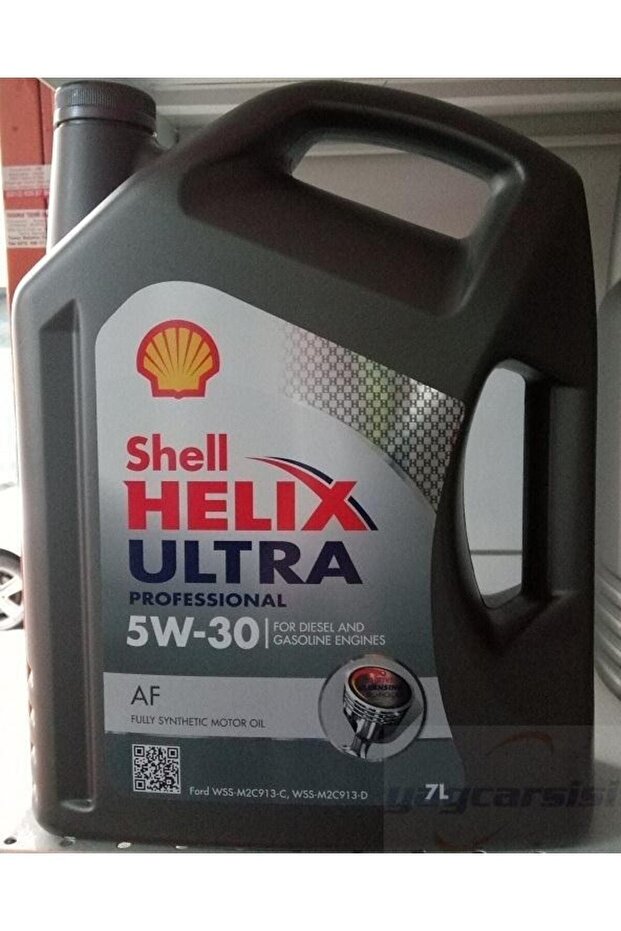 Shell
HELIX
ULTRA
PROFESSIONAL
5W-30
FOR DIESEL AND
GASOLINE ENGINES
AF
FULLY SYNTHETIC MOTOR OIL
Ford WSS-M2C913-C, WSS-M2C913-D
7L
yagcarsisi